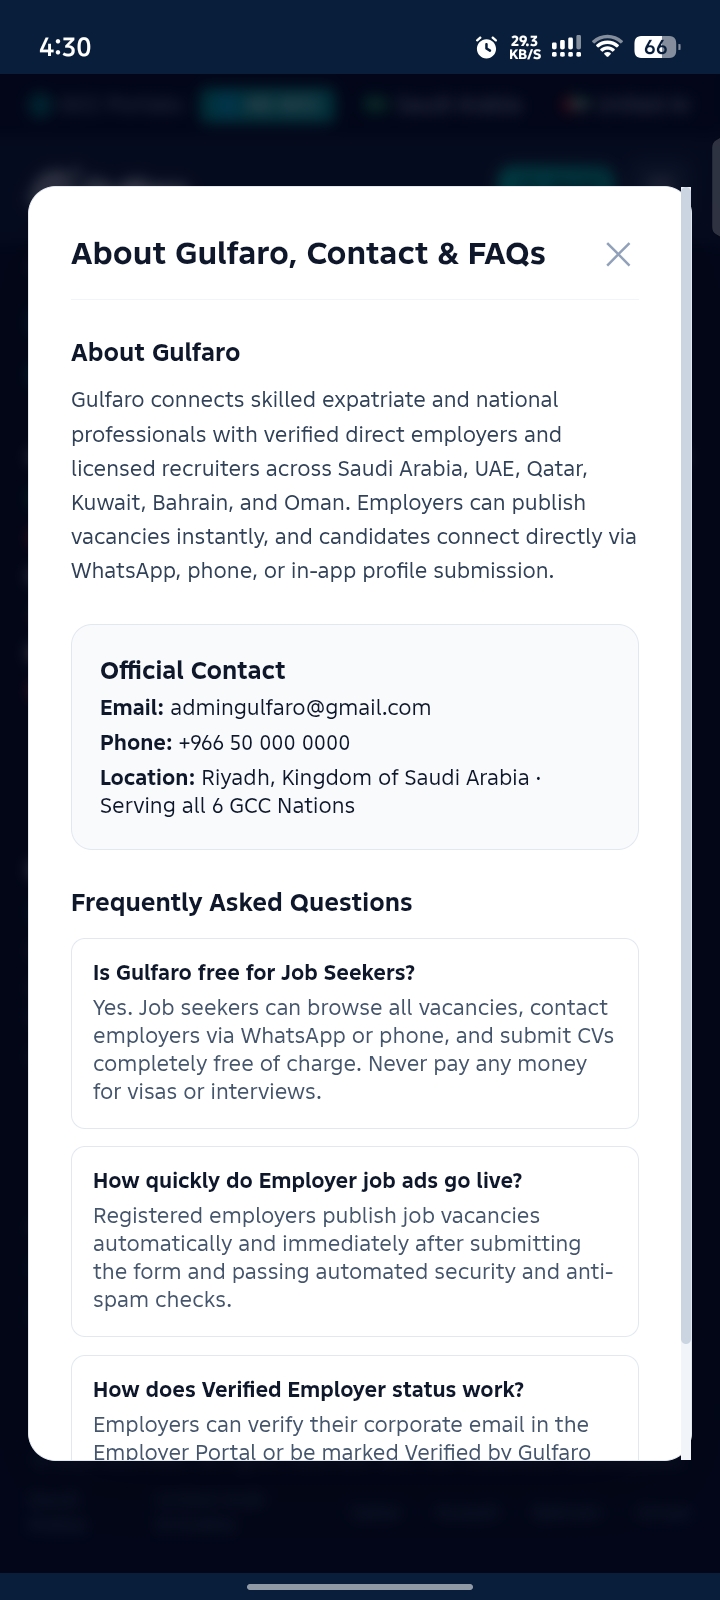 4:30
29.3
KB/S
66
About Gulfaro, Contact & FAQs
About Gulfaro
Gulfaro connects skilled expatriate and national
professionals with verified direct employers and
licensed recruiters across Saudi Arabia, UAE, Qatar,
Kuwait, Bahrain, and Oman. Employers can publish
vacancies instantly, and candidates connect directly via
WhatsApp, phone, or in-app profile submission.
Official Contact
Email: admingulfaro@gmail.com
Phone: +966 50 000 0000
Location: Riyadh, Kingdom of Saudi Arabia ·
Serving all 6 GCC Nations
Frequently Asked Questions
Is Gulfaro free for Job Seekers?
Yes. Job seekers can browse all vacancies, contact
employers via WhatsApp or phone, and submit CVs
completely free of charge. Never pay any money
for visas or interviews.
How quickly do Employer job ads go live?
Registered employers publish job vacancies
automatically and immediately after submitting
the form and passing automated security and anti-
spam checks.
How does Verified Employer status work?
Employers can verify their corporate email in the
Employer Portal or be marked Verified by Gulfaro